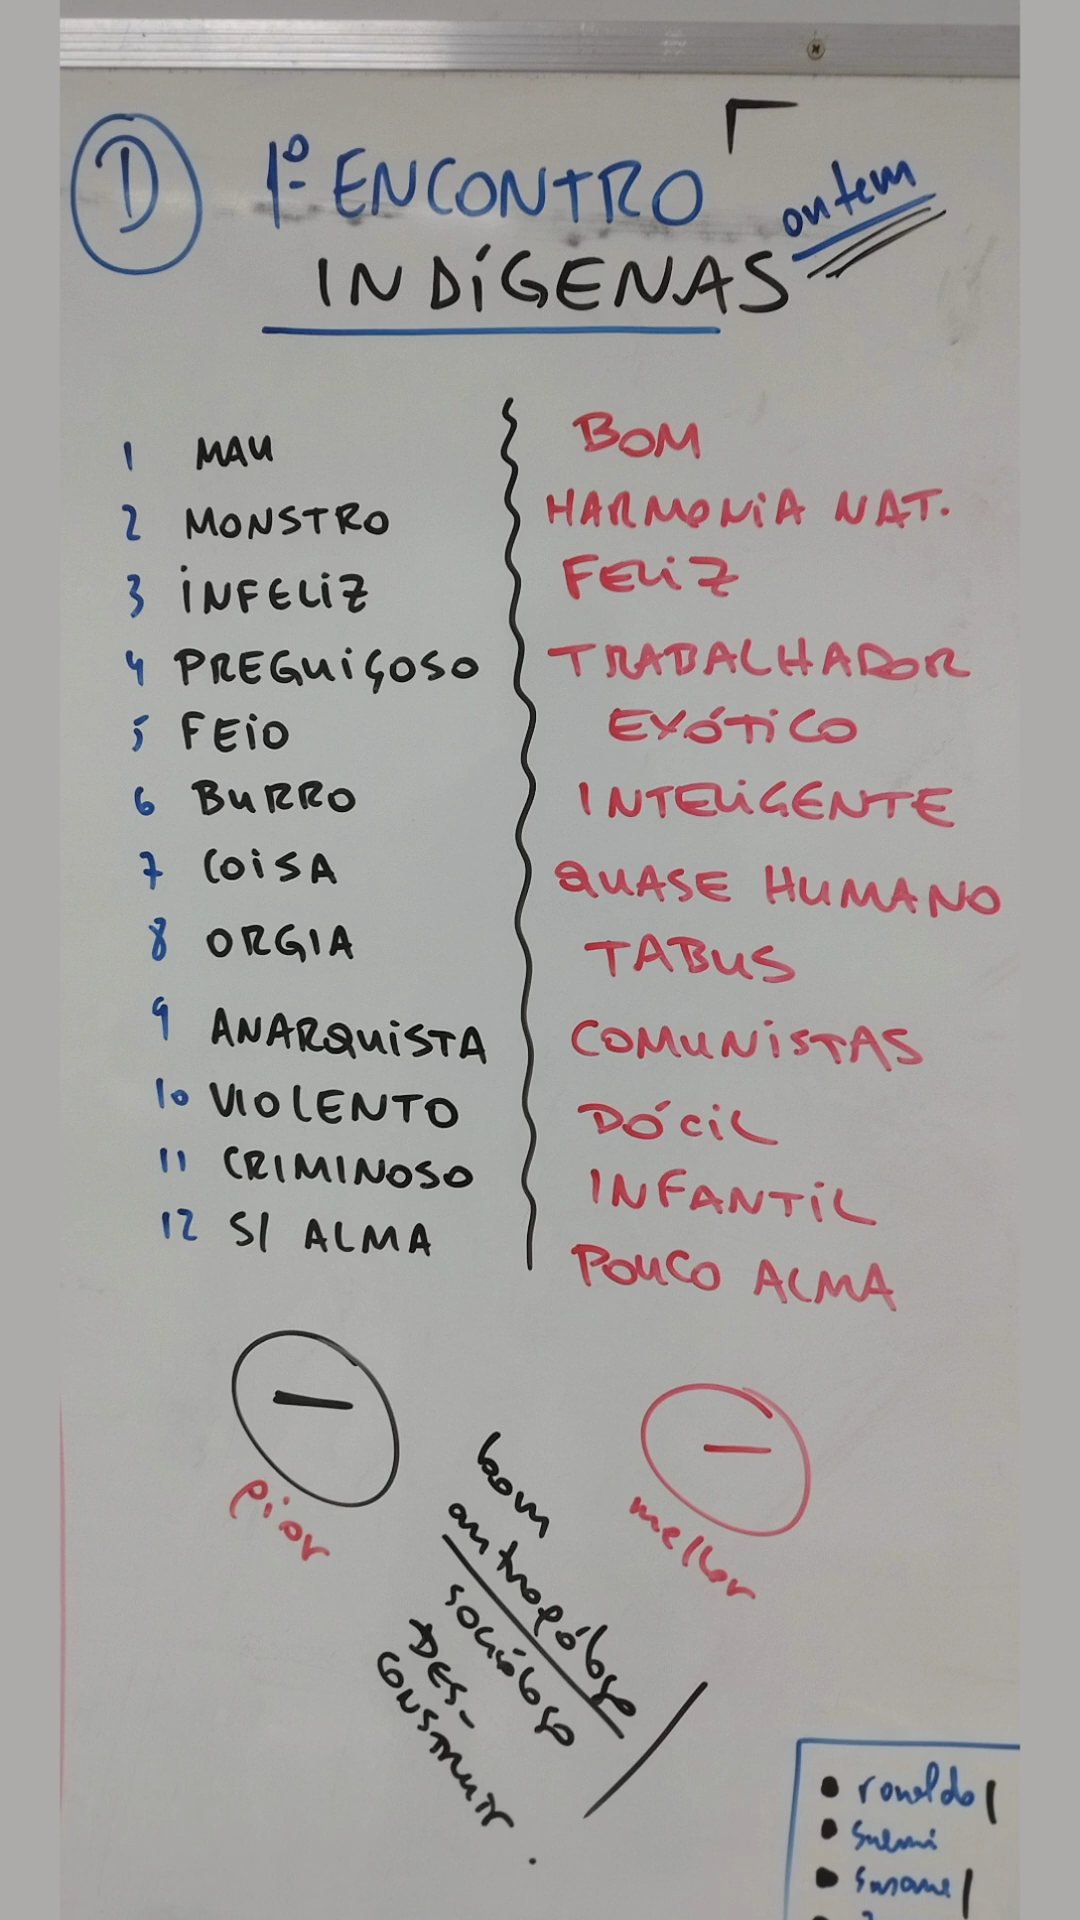 D
1º ENCONTRO
ontem
INDÍGENAS
1 MAU
2 MONSTRO
3 INFELIZ
4 PREGUIÇOSO
5 FEIO
6 BURRO
7 COISA
8 ORGIA
9 ANARQUISTA
10 VIOLENTO
11 CRIMINOSO
12 S/ ALMA
BOM
HARMONIA NAT.
FELIZ
TRABALHADOR
EXÓTICO
INTELIGENTE
QUASE HUMANO
TABUS
COMUNISTAS
DÓCIL
INFANTIL
POUCO ALMA
pior
melhor
bom
antropólogo
sociólogo
DES-
CONSTRUIR.
ronaldo
suemi